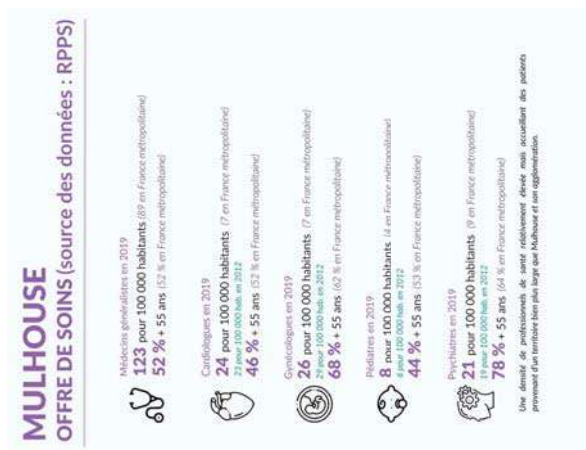 MULHOUSE
OFFRE DE SOINS (source des données : RPPS)
Médecins généralistes en 2019
123 pour 100 000 habitants (89 en France métropolitaine)
52 % + 55 ans (52 % en France métropolitaine)
Cardiologues en 2019
24 pour 100 000 habitants (7 en France métropolitaine)
23 pour 100 000 hab. en 2012
46 % + 55 ans (52 % en France métropolitaine)
Gynécologues en 2019
26 pour 100 000 habitants (7 en France métropolitaine)
29 pour 100 000 hab. en 2012
68 % + 55 ans (62 % en France métropolitaine)
Pédiatres en 2019
8 pour 100 000 habitants (4 en France métropolitaine)
pour 100 000 hab. en 2012
44 % + 55 ans (53 % en France métropolitaine)
Psychiatres en 2019
21 pour 100 000 habitants (9 en France métropolitaine)
19 pour 100 000 hab. en 2012
78 % + 55 ans (64 % en France métropolitaine)
Une densité de professionnels de santé relativement élevée mais accueillant des patients
provenant d'un territoire bien plus large que Mulhouse et son agglomération.